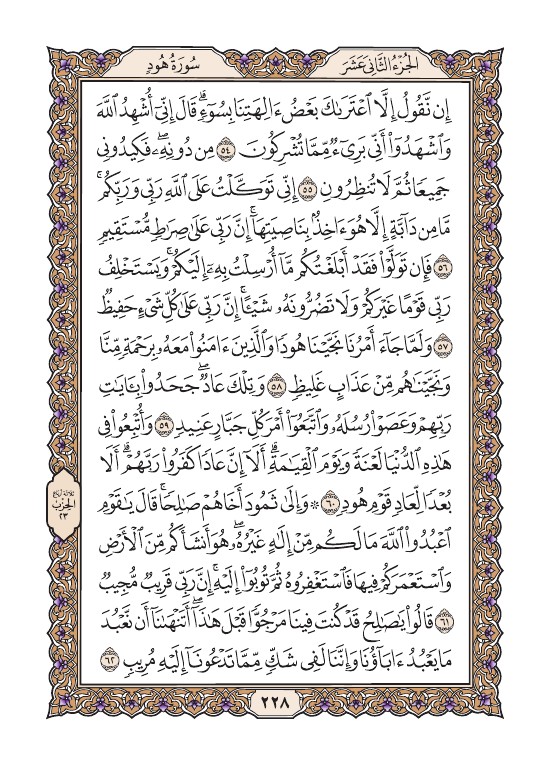 سُورَةُ هُودٍ
الجُزْءُ الثَّانِيَ عَشَرَ
إِن نَّقُولُ إِلَّا ٱعْتَرَىٰكَ بَعْضُ ءَالِهَتِنَا بِسُوٓءٍۗ قَالَ إِنِّيٓ أُشْهِدُ ٱللَّهَ
وَٱشْهَدُوٓا۟ أَنِّي بَرِيٓءٌ مِّمَّا تُشْرِكُونَ ٥٤ مِن دُونِهِۦۖ فَكِيدُونِي
جَمِيعًا ثُمَّ لَا تُنظِرُونِ ٥٥ إِنِّي تَوَكَّلْتُ عَلَى ٱللَّهِ رَبِّي وَرَبِّكُمۚ
مَّا مِن دَآبَّةٍ إِلَّا هُوَ ءَاخِذٌۢ بِنَاصِيَتِهَآۚ إِنَّ رَبِّي عَلَىٰ صِرَٰطٍ مُّسْتَقِيمٍ
٥٦ فَإِن تَوَلَّوْا۟ فَقَدْ أَبْلَغْتُكُم مَّآ أُرْسِلْتُ بِهِۦٓ إِلَيْكُمْۚ وَيَسْتَخْلِفُ
رَبِّي قَوْمًا غَيْرَكُمْ وَلَا تَضُرُّونَهُۥ شَيْـًٔاۚ إِنَّ رَبِّي عَلَىٰ كُلِّ شَيْءٍ حَفِيظٌ
٥٧ وَلَمَّا جَآءَ أَمْرُنَا نَجَّيْنَا هُودًا وَٱلَّذِينَ ءَامَنُوا۟ مَعَهُۥ بِرَحْمَةٍ مِّنَّا
وَنَجَّيْنَٰهُم مِّنْ عَذَابٍ غَلِيظٍ ٥٨ وَتِلْكَ عَادٌۖ جَحَدُوا۟ بِـَٔايَٰتِ
رَبِّهِمْ وَعَصَوْا۟ رُسُلَهُۥ وَٱتَّبَعُوٓا۟ أَمْرَ كُلِّ جَبَّارٍ عَنِيدٍ ٥٩ وَأُتْبِعُوا۟ فِي
هَٰذِهِ ٱلدُّنْيَا لَعْنَةً وَيَوْمَ ٱلْقِيَٰمَةِۗ أَلَآ إِنَّ عَادًا كَفَرُوا۟ رَبَّهُمْۗ أَلَا
بُعْدًا لِّعَادٍ قَوْمِ هُودٍ ٦٠ ۞ وَإِلَىٰ ثَمُودَ أَخَاهُمْ صَٰلِحًاۚ قَالَ يَٰقَوْمِ
ٱعْبُدُوا۟ ٱللَّهَ مَا لَكُم مِّنْ إِلَٰهٍ غَيْرُهُۥۖ هُوَ أَنشَأَكُم مِّنَ ٱلْأَرْضِ
وَٱسْتَعْمَرَكُمْ فِيهَا فَٱسْتَغْفِرُوهُ ثُمَّ تُوبُوٓا۟ إِلَيْهِۚ إِنَّ رَبِّي قَرِيبٌ مُّجِيبٌ
٦١ قَالُوا۟ يَٰصَٰلِحُ قَدْ كُنتَ فِينَا مَرْجُوًّا قَبْلَ هَٰذَآۖ أَتَنْهَىٰنَآ أَن نَّعْبُدَ
مَا يَعْبُدُ ءَابَآؤُنَا وَإِنَّنَا لَفِي شَكٍّ مِّمَّا تَدْعُونَآ إِلَيْهِ مُرِيبٍ ٦٢
ثلاثة أرباع
الحزب
٢٣
٢٢٨